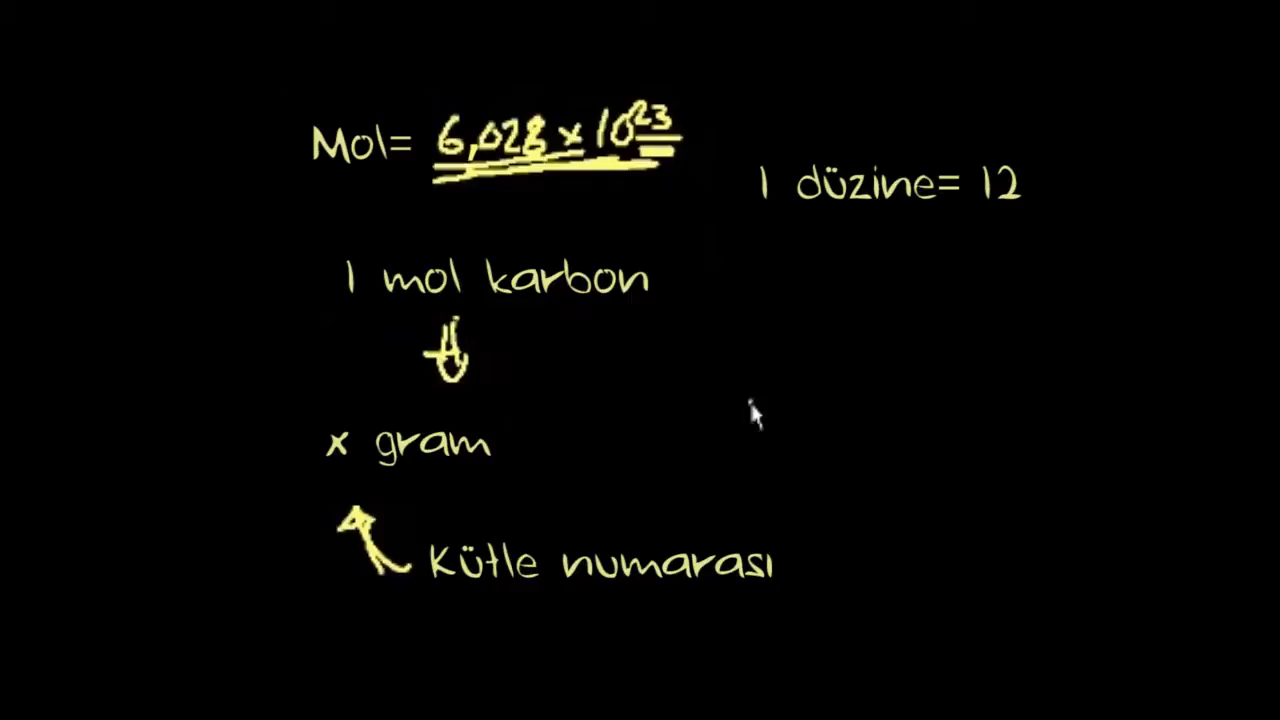 Mol= 6,028 x 10²³
1 düzine= 12
1 mol karbon
x gram
Kütle numarası